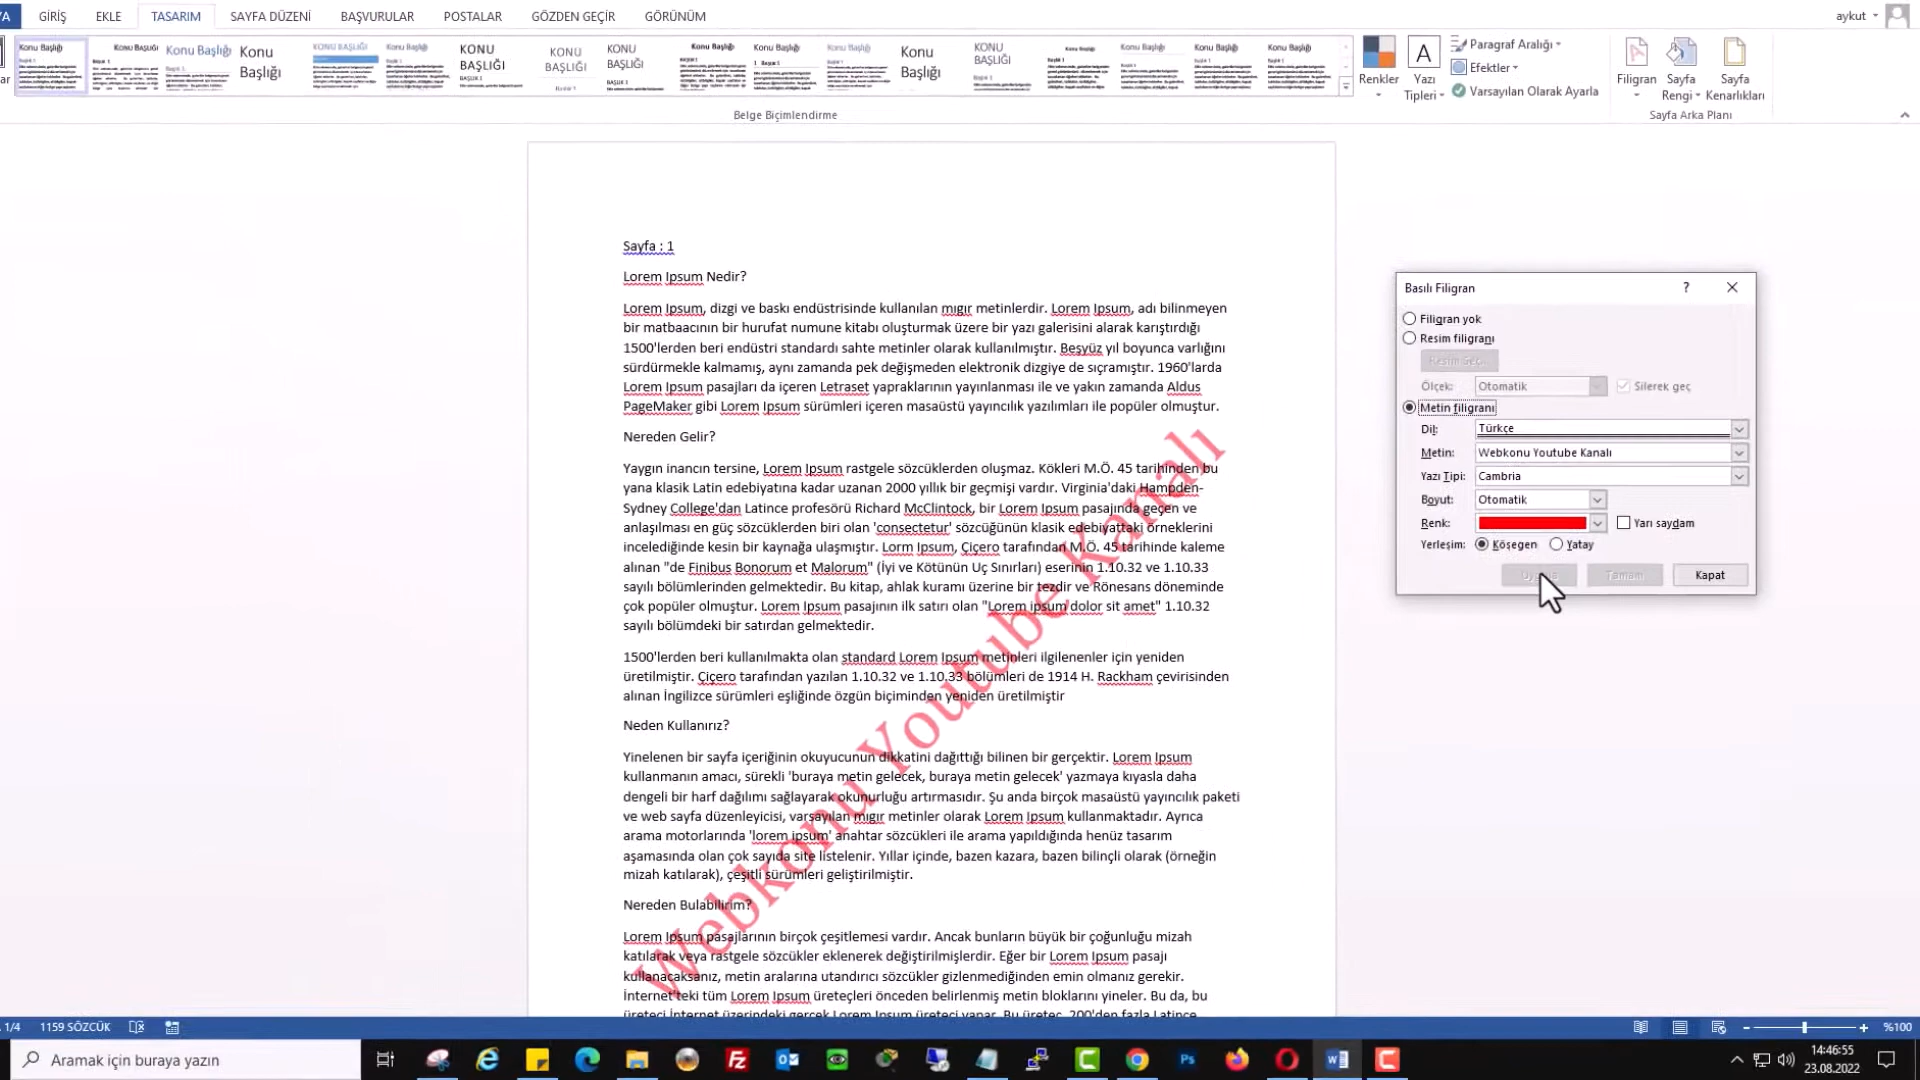 GİRİŞ EKLE TASARIM SAYFA DÜZENİ BAŞVURULAR POSTALAR GÖZDEN GEÇİR GÖRÜNÜM aykut
Konu Başlığı
KONU BAŞLIĞI
Renkler
Yazı Tipleri
Paragraf Aralığı
Efektler
Varsayılan Olarak Ayarla
Filigran
Sayfa Rengi
Sayfa Kenarlıkları
Belge Biçimlendirme
Sayfa Arka Planı
Sayfa : 1
Lorem Ipsum Nedir?
Lorem Ipsum, dizgi ve baskı endüstrisinde kullanılan mıgır metinlerdir. Lorem Ipsum, adı bilinmeyen
bir matbaacının bir hurufat numune kitabı oluşturmak üzere bir yazı galerisini alarak karıştırdığı
1500'lerden beri endüstri standardı sahte metinler olarak kullanılmıştır. Beşyüz yıl boyunca varlığını
sürdürmekle kalmamış, aynı zamanda pek değişmeden elektronik dizgiye de sıçramıştır. 1960'larda
Lorem Ipsum pasajları da içeren Letraset yapraklarının yayınlanması ile ve yakın zamanda Aldus
PageMaker gibi Lorem Ipsum sürümleri içeren masaüstü yayıncılık yazılımları ile popüler olmuştur.
Nereden Gelir?
Yaygın inancın tersine, Lorem Ipsum rastgele sözcüklerden oluşmaz. Kökleri M.Ö. 45 tarihinden bu
yana klasik Latin edebiyatına kadar uzanan 2000 yıllık bir geçmişi vardır. Virginia'daki Hampden-
Sydney College'dan Latince profesörü Richard McClintock, bir Lorem Ipsum pasajında geçen ve
anlaşılması en güç sözcüklerden biri olan 'consectetur' sözcüğünün klasik edebiyattaki örneklerini
incelediğinde kesin bir kaynağa ulaşmıştır. Lorm Ipsum, Çiçero tarafından M.Ö. 45 tarihinde kaleme
alınan "de Finibus Bonorum et Malorum" (İyi ve Kötünün Uç Sınırları) eserinin 1.10.32 ve 1.10.33
sayılı bölümlerinden gelmektedir. Bu kitap, ahlak kuramı üzerine bir tezdir ve Rönesans döneminde
çok popüler olmuştur. Lorem Ipsum pasajının ilk satırı olan "Lorem ipsum dolor sit amet" 1.10.32
sayılı bölümdeki bir satırdan gelmektedir.
1500'lerden beri kullanılmakta olan standard Lorem Ipsum metinleri ilgilenenler için yeniden
üretilmiştir. Çiçero tarafından yazılan 1.10.32 ve 1.10.33 bölümleri de 1914 H. Rackham çevirisinden
alınan İngilizce sürümleri eşliğinde özgün biçiminden yeniden üretilmiştir
Neden Kullanırız?
Yinelenen bir sayfa içeriğinin okuyucunun dikkatini dağıttığı bilinen bir gerçektir. Lorem Ipsum
kullanmanın amacı, sürekli 'buraya metin gelecek, buraya metin gelecek' yazmaya kıyasla daha
dengeli bir harf dağılımı sağlayarak okunurluğu artırmasıdır. Şu anda birçok masaüstü yayıncılık paketi
ve web sayfa düzenleyicisi, varsayılan mıgır metinler olarak Lorem Ipsum kullanmaktadır. Ayrıca
arama motorlarında 'lorem ipsum' anahtar sözcükleri ile arama yapıldığında henüz tasarım
aşamasında olan çok sayıda site listelenir. Yıllar içinde, bazen kazara, bazen bilinçli olarak (örneğin
mizah katılarak), çeşitli sürümleri geliştirilmiştir.
Nereden Bulabilirim?
Lorem Ipsum pasajlarının birçok çeşitlemesi vardır. Ancak bunların büyük bir çoğunluğu mizah
katılarak veya rastgele sözcükler eklenerek değiştirilmişlerdir. Eğer bir Lorem Ipsum pasajı
kullanacaksanız, metin aralarına utandırıcı sözcükler gizlenmediğinden emin olmanız gerekir.
İnternet'teki tüm Lorem Ipsum üreteçleri önceden belirlenmiş metin bloklarını yineler. Bu da, bu
üreteci İnternet üzerindeki gerçek Lorem Ipsum üreteci yapar. Bu üreteç, 200'den fazla Latince
Webkonu Youtube Kanalı
Basılı Filigran ?
Filigran yok
Resim filigranı
Resim Seç...
Ölçek: Otomatik Silerek geç
Metin filigranı
Dil: Türkçe
Metin: Webkonu Youtube Kanalı
Yazı Tipi: Cambria
Boyut: Otomatik
Renk: Yarı saydam
Yerleşim: Köşegen Yatay
Tamam Kapat
1/4 1159 SÖZCÜK %100
Aramak için buraya yazın
14:46:55
23.08.2022